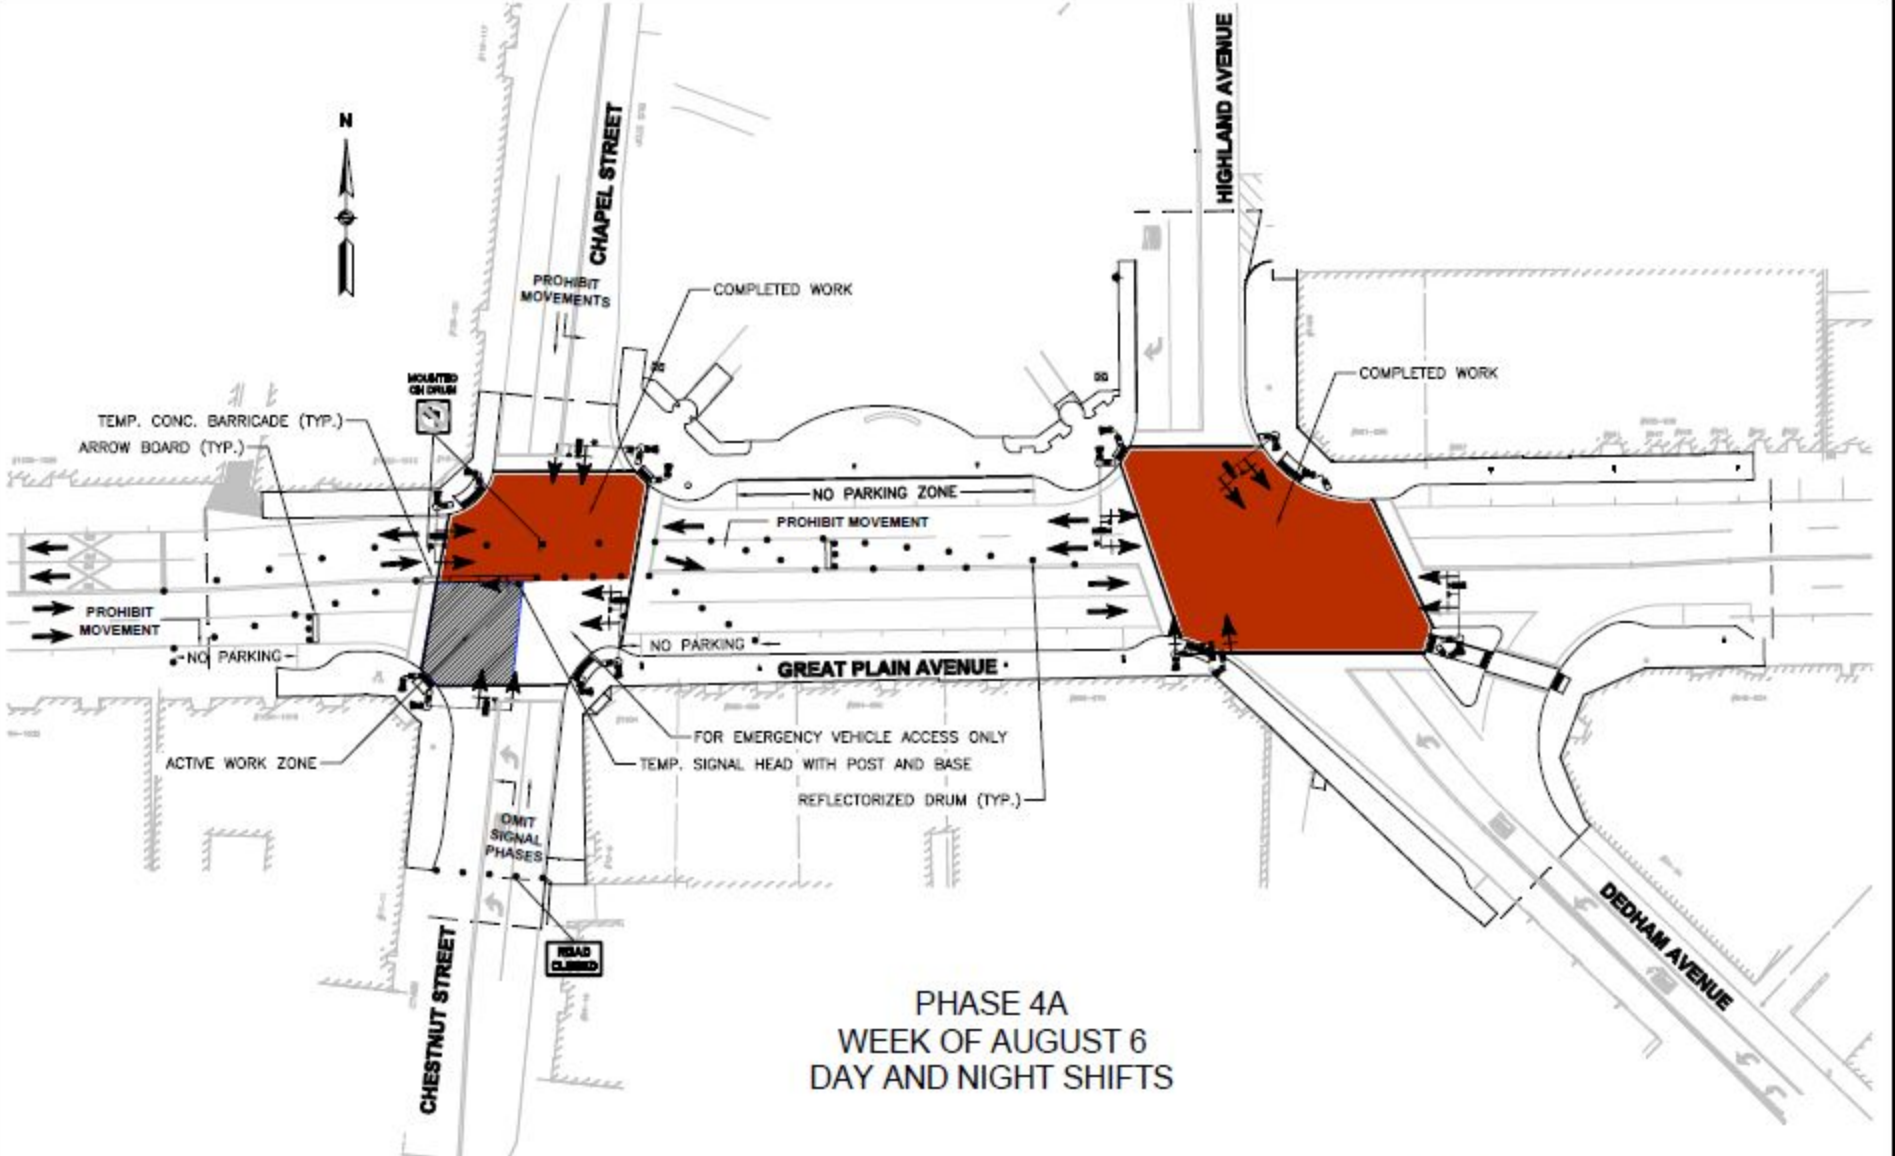 N
CHAPEL STREET
HIGHLAND AVENUE
PROHIBIT
MOVEMENTS
COMPLETED WORK
COMPLETED WORK
MOUNTED
ON DRUM
TEMP. CONC. BARRICADE (TYP.)
ARROW BOARD (TYP.)
NO PARKING ZONE
PROHIBIT MOVEMENT
PROHIBIT
MOVEMENT
NO PARKING
NO PARKING
GREAT PLAIN AVENUE
FOR EMERGENCY VEHICLE ACCESS ONLY
ACTIVE WORK ZONE
TEMP. SIGNAL HEAD WITH POST AND BASE
REFLECTORIZED DRUM (TYP.)
OMIT
SIGNAL
PHASES
ROAD
CLOSED
CHESTNUT STREET
DEDHAM AVENUE
PHASE 4A
WEEK OF AUGUST 6
DAY AND NIGHT SHIFTS